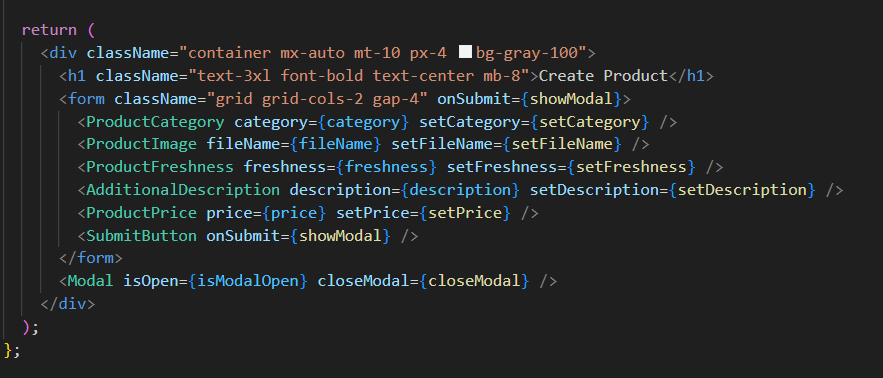 return (
<div className="container mx-auto mt-10 px-4 bg-gray-100">
<h1 className="text-3xl font-bold text-center mb-8">Create Product</h1>
<form className="grid grid-cols-2 gap-4" onSubmit={showModal}>
<ProductCategory category={category} setCategory={setCategory} />
<ProductImage fileName={fileName} setFileName={setFileName} />
<ProductFreshness freshness={freshness} setFreshness={setFreshness} />
<AdditionalDescription description={description} setDescription={setDescription} />
<ProductPrice price={price} setPrice={setPrice} />
<SubmitButton onSubmit={showModal} />
</form>
<Modal isOpen={isModalOpen} closeModal={closeModal} />
</div>
);
};